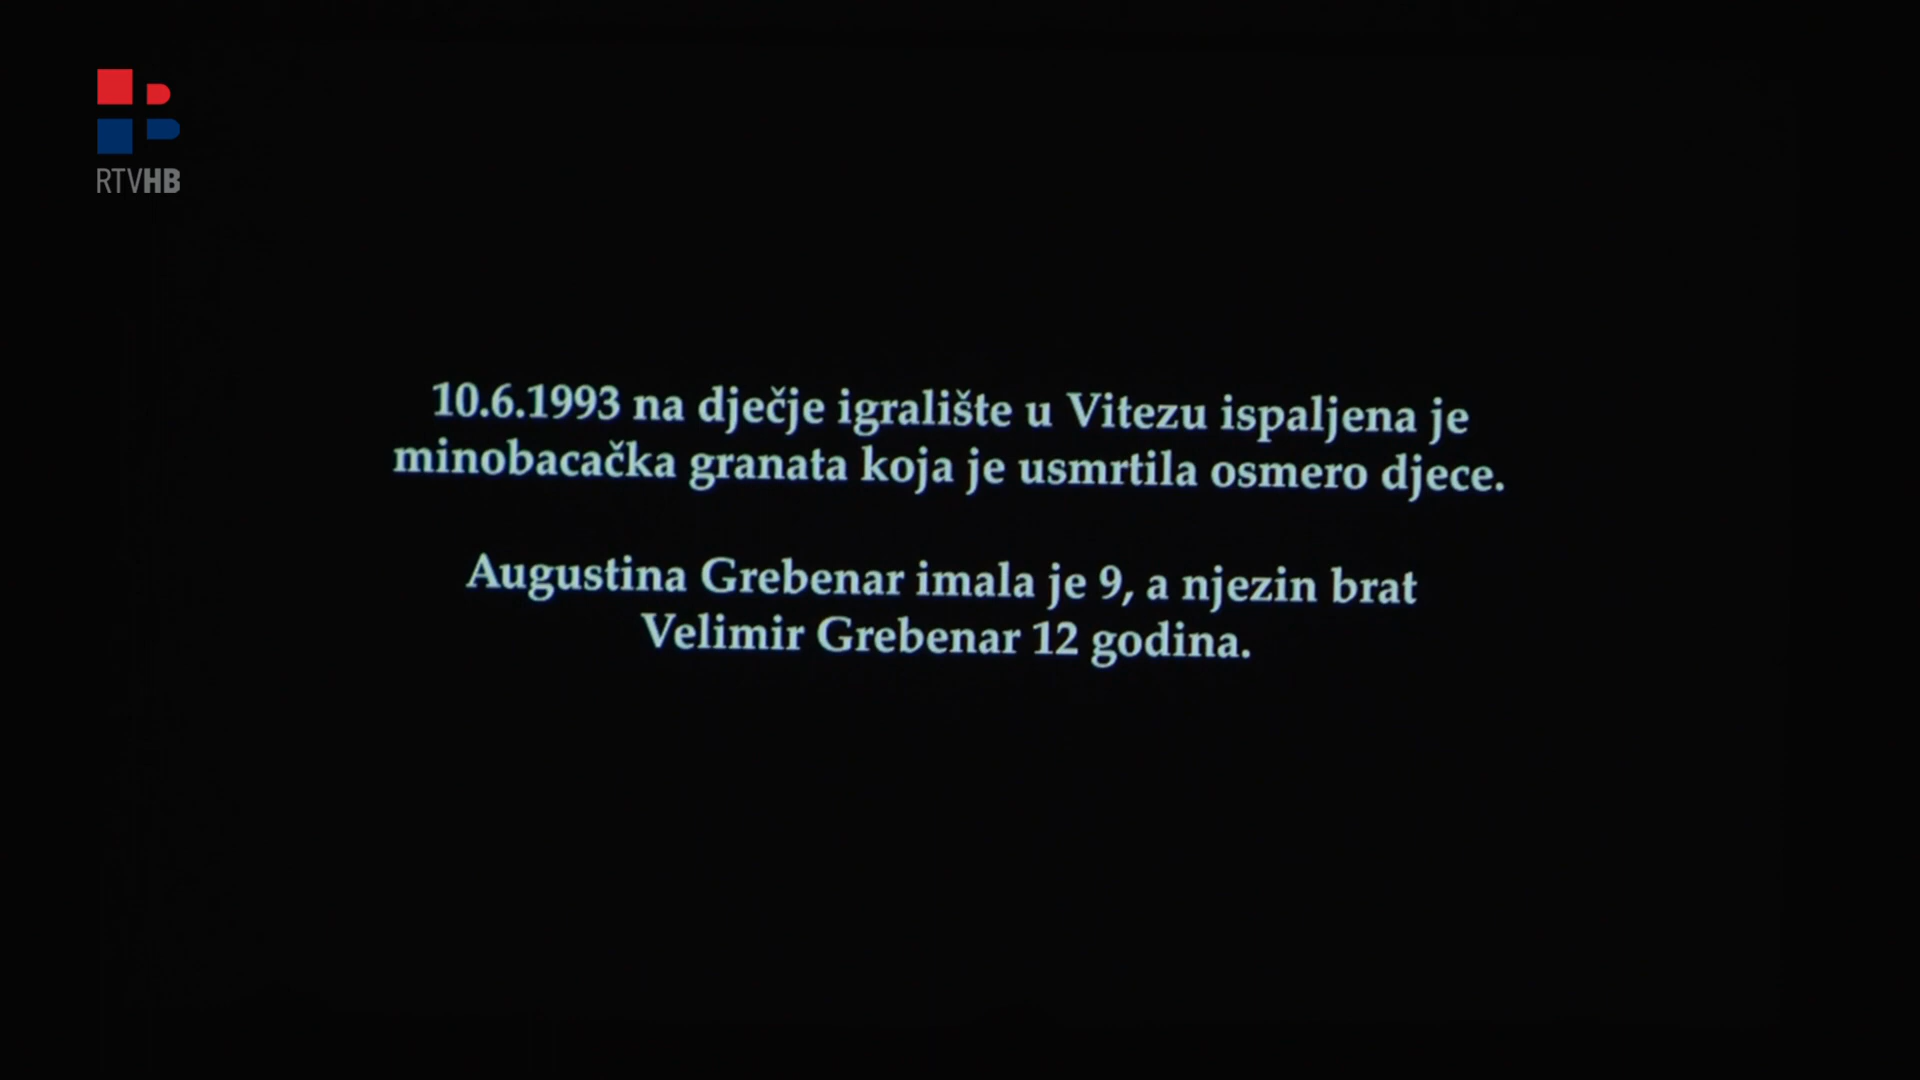 RTVHB
10.6.1993 na dječje igralište u Vitezu ispaljena je
minobacačka granata koja je usmrtila osmero djece.
Augustina Grebenar imala je 9, a njezin brat
Velimir Grebenar 12 godina.